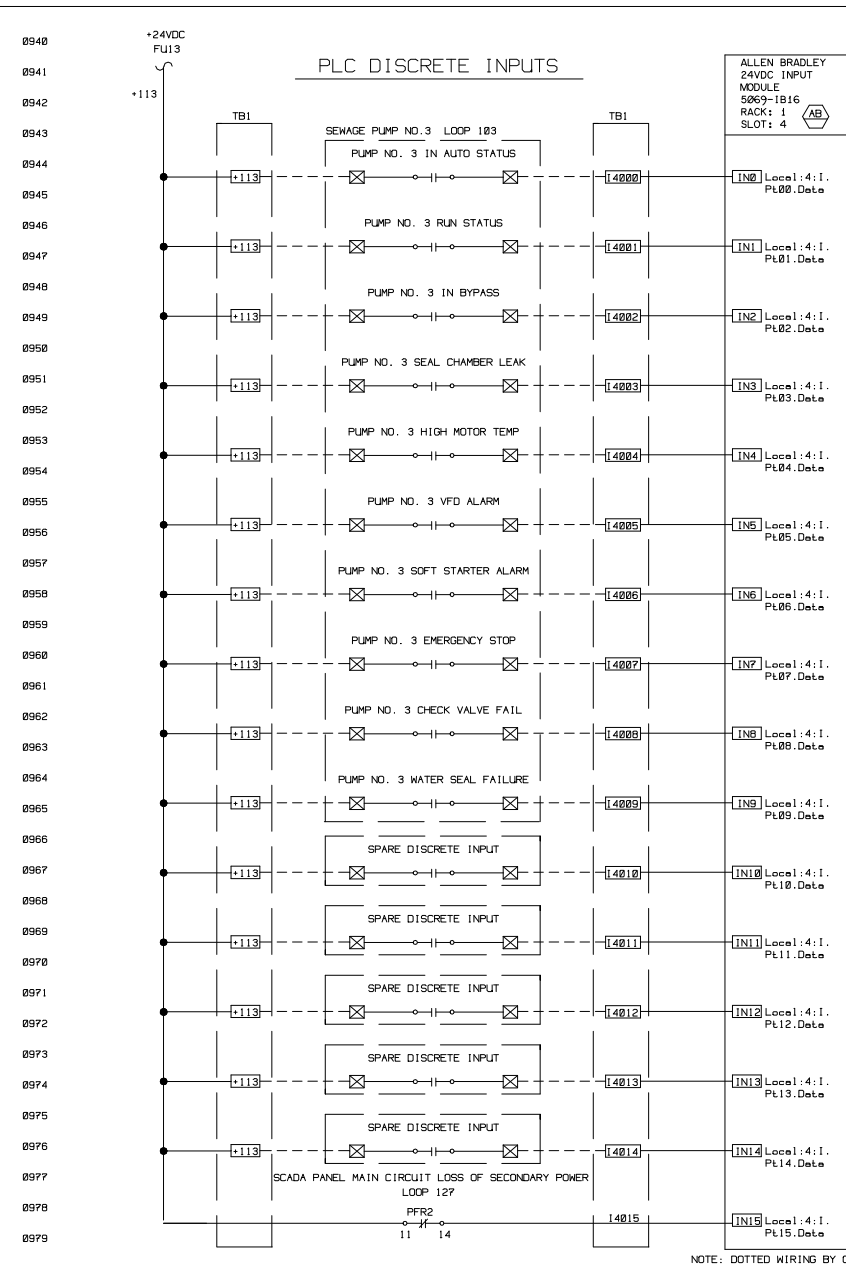 0940
+24VDC
FU13
0941
PLC DISCRETE INPUTS
ALLEN BRADLEY
24VDC INPUT
MODULE
5069-IB16
RACK: 1
SLOT: 4
AB
0942
+113
TB1
TB1
0943
SEWAGE PUMP NO.3 LOOP 103
0944
PUMP NO. 3 IN AUTO STATUS
+113
I4000
IN0 Local:4:I.
Pt00.Data
0945
0946
PUMP NO. 3 RUN STATUS
+113
I4001
IN1 Local:4:I.
Pt01.Data
0947
0948
PUMP NO. 3 IN BYPASS
0949
+113
I4002
IN2 Local:4:I.
Pt02.Data
0950
PUMP NO. 3 SEAL CHAMBER LEAK
0951
+113
I4003
IN3 Local:4:I.
Pt03.Data
0952
PUMP NO. 3 HIGH MOTOR TEMP
0953
+113
I4004
IN4 Local:4:I.
Pt04.Data
0954
0955
PUMP NO. 3 VFD ALARM
+113
I4005
IN5 Local:4:I.
Pt05.Data
0956
0957
PUMP NO. 3 SOFT STARTER ALARM
0958
+113
I4006
IN6 Local:4:I.
Pt06.Data
0959
PUMP NO. 3 EMERGENCY STOP
0960
+113
I4007
IN7 Local:4:I.
Pt07.Data
0961
0962
PUMP NO. 3 CHECK VALVE FAIL
+113
I4008
IN8 Local:4:I.
Pt08.Data
0963
0964
PUMP NO. 3 WATER SEAL FAILURE
0965
+113
I4009
IN9 Local:4:I.
Pt09.Data
0966
SPARE DISCRETE INPUT
0967
+113
I4010
IN10 Local:4:I.
Pt10.Data
0968
SPARE DISCRETE INPUT
0969
+113
I4011
IN11 Local:4:I.
Pt11.Data
0970
0971
SPARE DISCRETE INPUT
+113
I4012
IN12 Local:4:I.
Pt12.Data
0972
0973
SPARE DISCRETE INPUT
0974
+113
I4013
IN13 Local:4:I.
Pt13.Data
0975
SPARE DISCRETE INPUT
0976
+113
I4014
IN14 Local:4:I.
Pt14.Data
0977
SCADA PANEL MAIN CIRCUIT LOSS OF SECONDARY POWER
LOOP 127
0978
PFR2
11 14
I4015
IN15 Local:4:I.
Pt15.Data
0979
NOTE: DOTTED WIRING BY